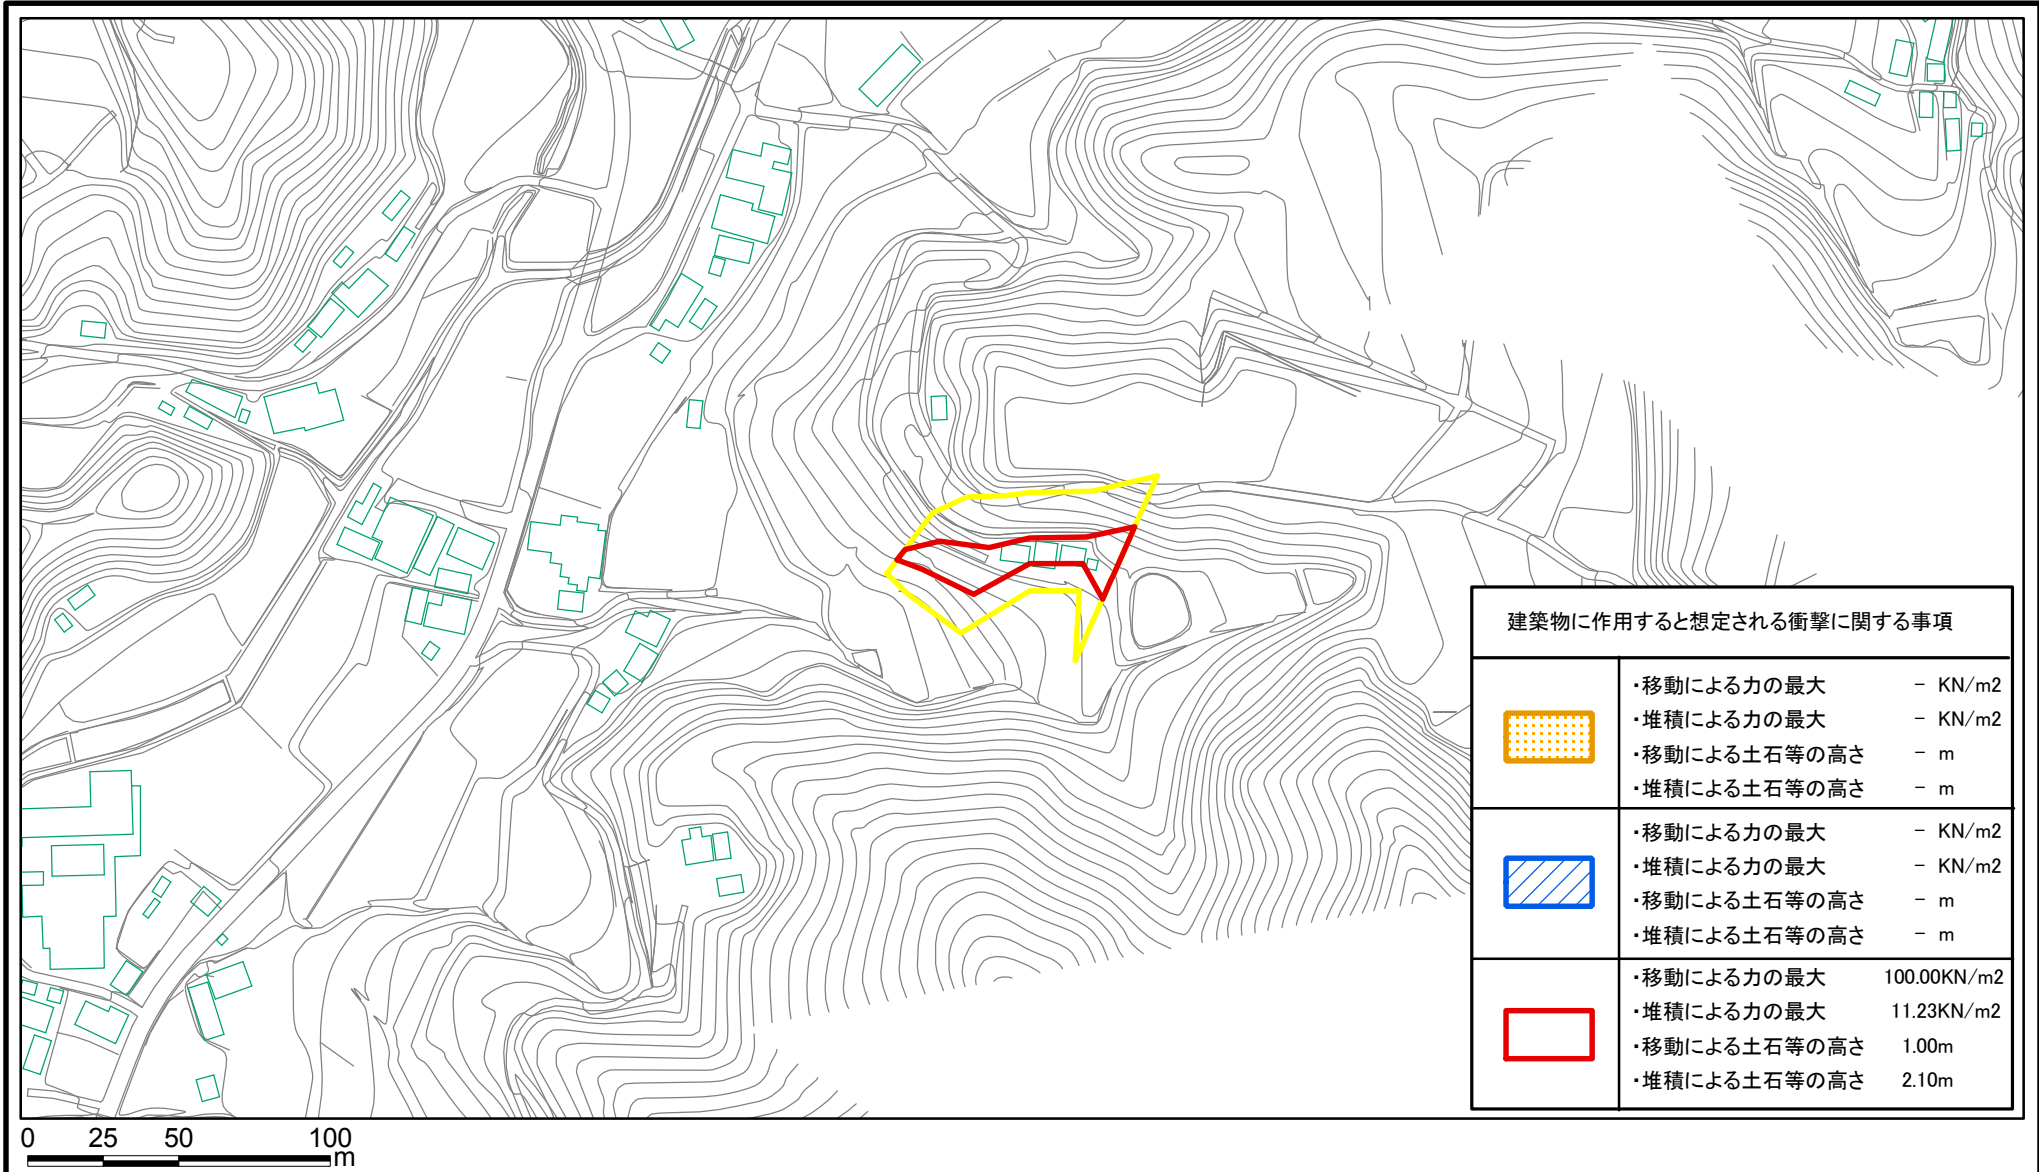 建築物に作用すると想定される衝撃に関する事項
・移動による力の最大 － KN/m2
・堆積による力の最大 － KN/m2
・移動による土石等の高さ － m
・堆積による土石等の高さ － m
・移動による力の最大 － KN/m2
・堆積による力の最大 － KN/m2
・移動による土石等の高さ － m
・堆積による土石等の高さ － m
・移動による力の最大 100.00KN/m2
・堆積による力の最大 11.23KN/m2
・移動による土石等の高さ 1.00m
・堆積による土石等の高さ 2.10m
0 25 50 100
m